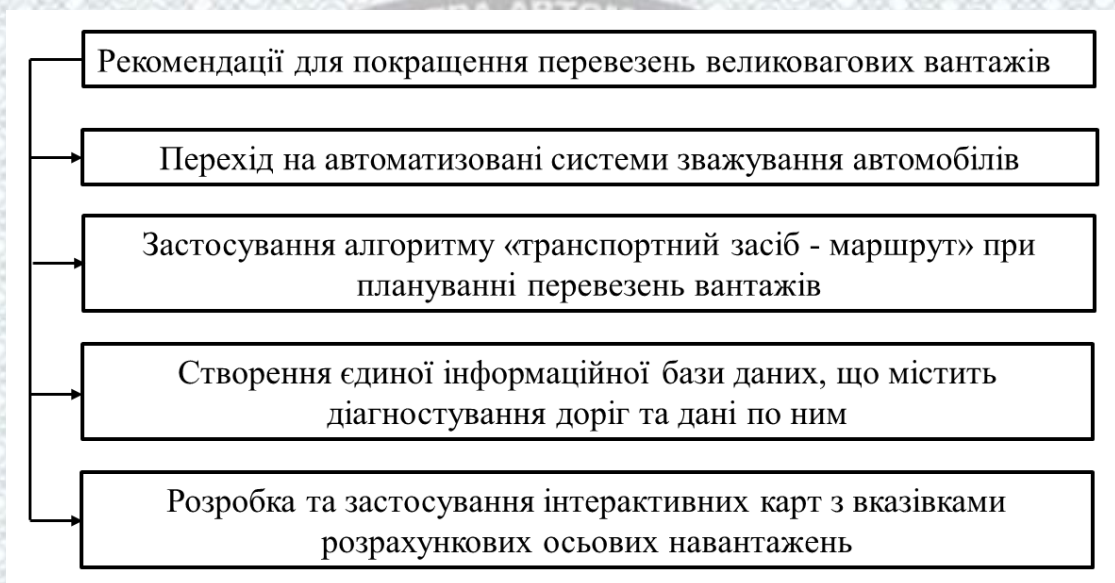 Рекомендації для покращення перевезень великовагових вантажів
Перехід на автоматизовані системи зважування автомобілів
Застосування алгоритму «транспортний засіб - маршрут» при
плануванні перевезень вантажів
Створення єдиної інформаційної бази даних, що містить
діагностування доріг та дані по ним
Розробка та застосування інтерактивних карт з вказівками
розрахункових осьових навантажень